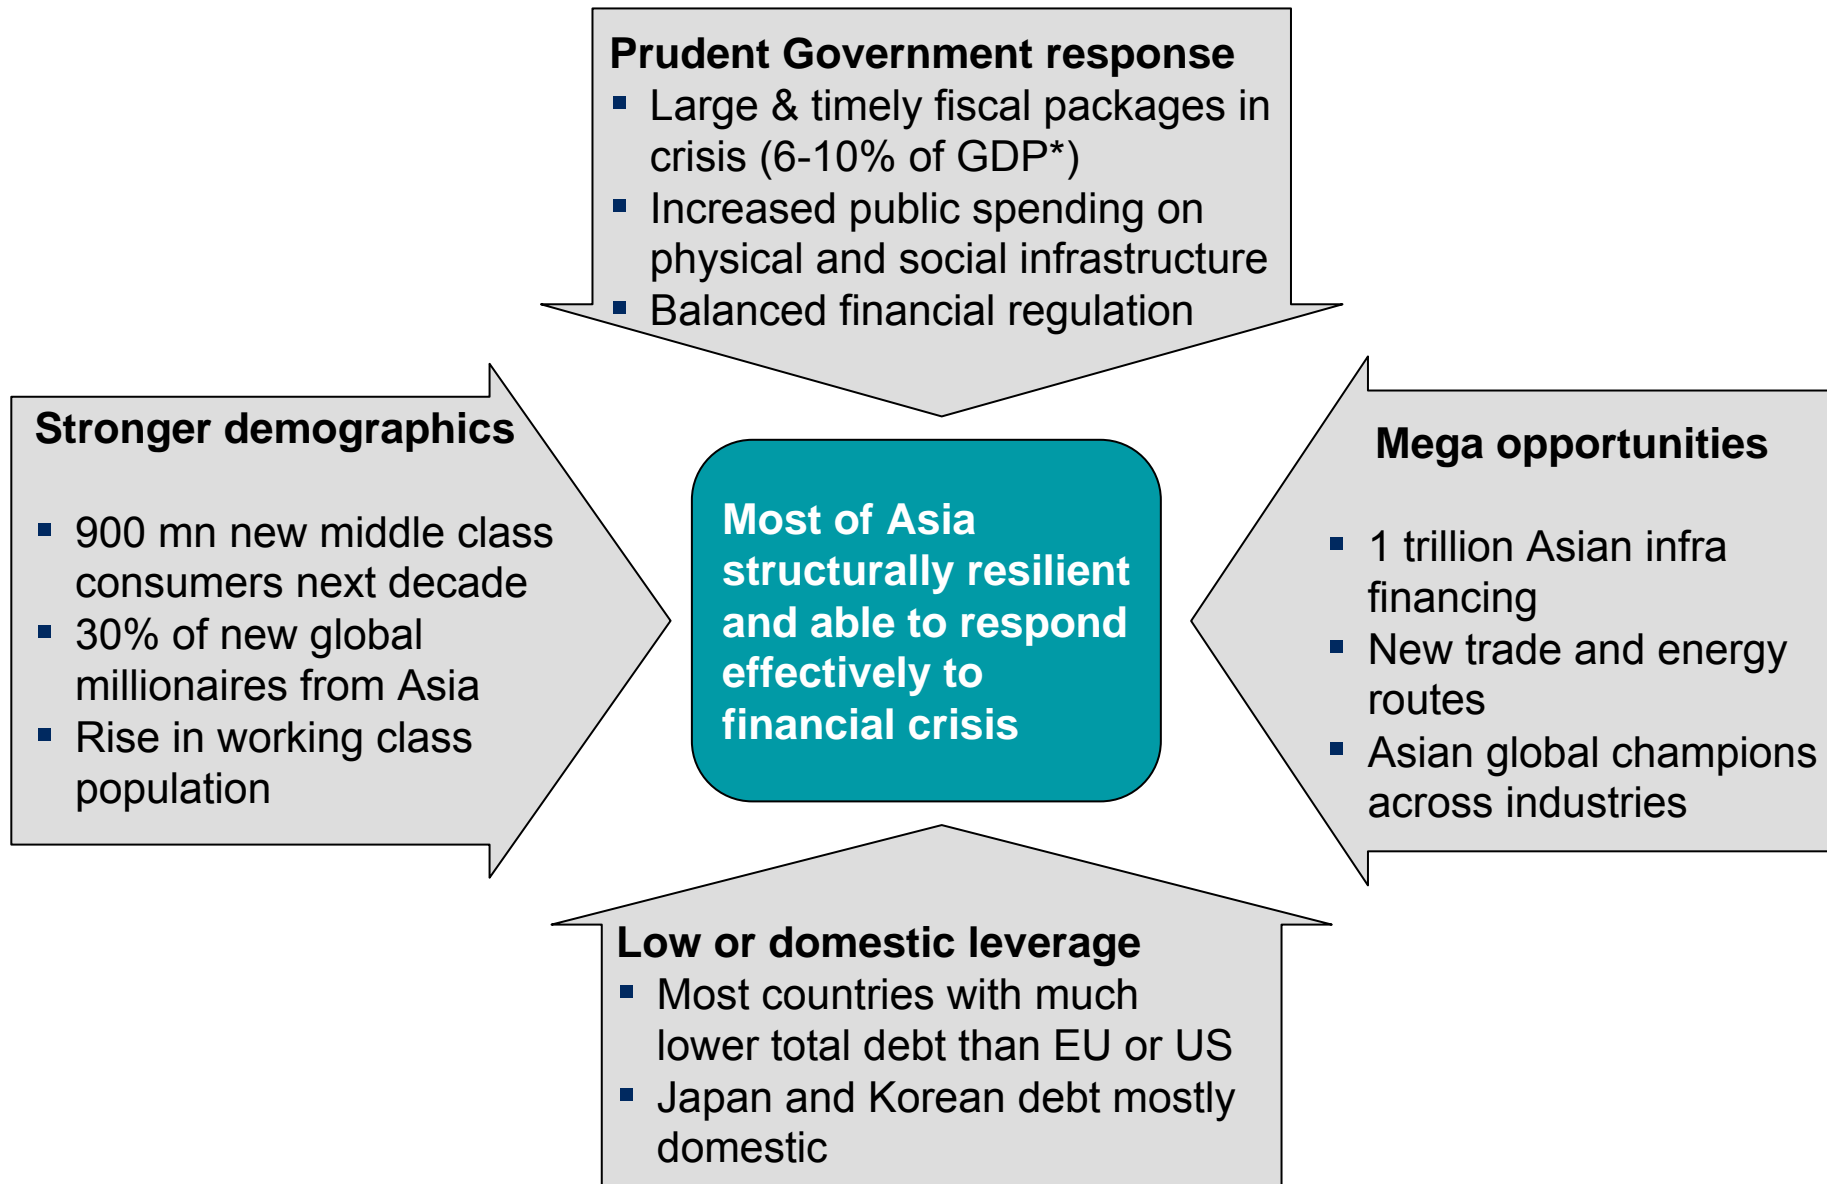 Prudent Government response
▪ Large & timely fiscal packages in
crisis (6-10% of GDP*)
▪ Increased public spending on
physical and social infrastructure
▪ Balanced financial regulation
Stronger demographics
▪ 900 mn new middle class
consumers next decade
▪ 30% of new global
millionaires from Asia
▪ Rise in working class
population
Most of Asia
structurally resilient
and able to respond
effectively to
financial crisis
Mega opportunities
▪ 1 trillion Asian infra
financing
▪ New trade and energy
routes
▪ Asian global champions
across industries
Low or domestic leverage
▪ Most countries with much
lower total debt than EU or US
▪ Japan and Korean debt mostly
domestic